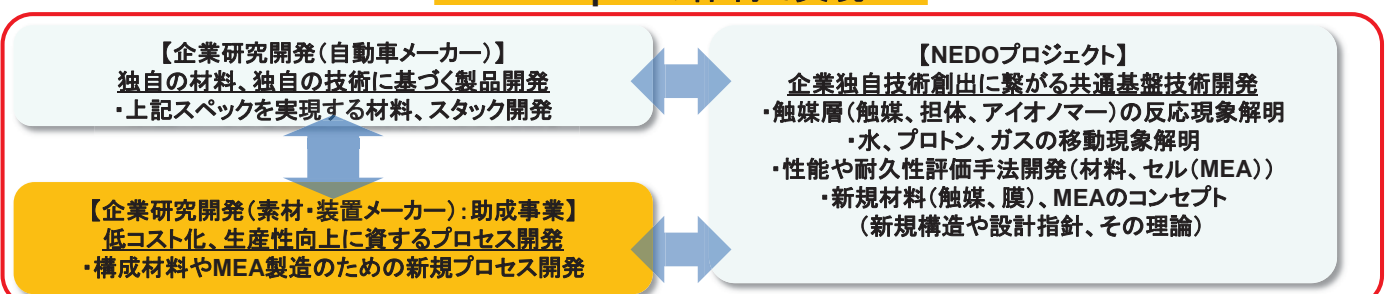 【企業研究開発(自動車メーカー)】
独自の材料、独自の技術に基づく製品開発
・上記スペックを実現する材料、スタック開発
【企業研究開発(素材・装置メーカー):助成事業】
低コスト化、生産性向上に資するプロセス開発
・構成材料やMEA製造のための新規プロセス開発
【NEDOプロジェクト】
企業独自技術創出に繋がる共通基盤技術開発
・触媒層(触媒、担体、アイオノマー)の反応現象解明
・水、プロトン、ガスの移動現象解明
・性能や耐久性評価手法開発(材料、セル(MEA))
・新規材料(触媒、膜)、MEAのコンセプト
(新規構造や設計指針、その理論)